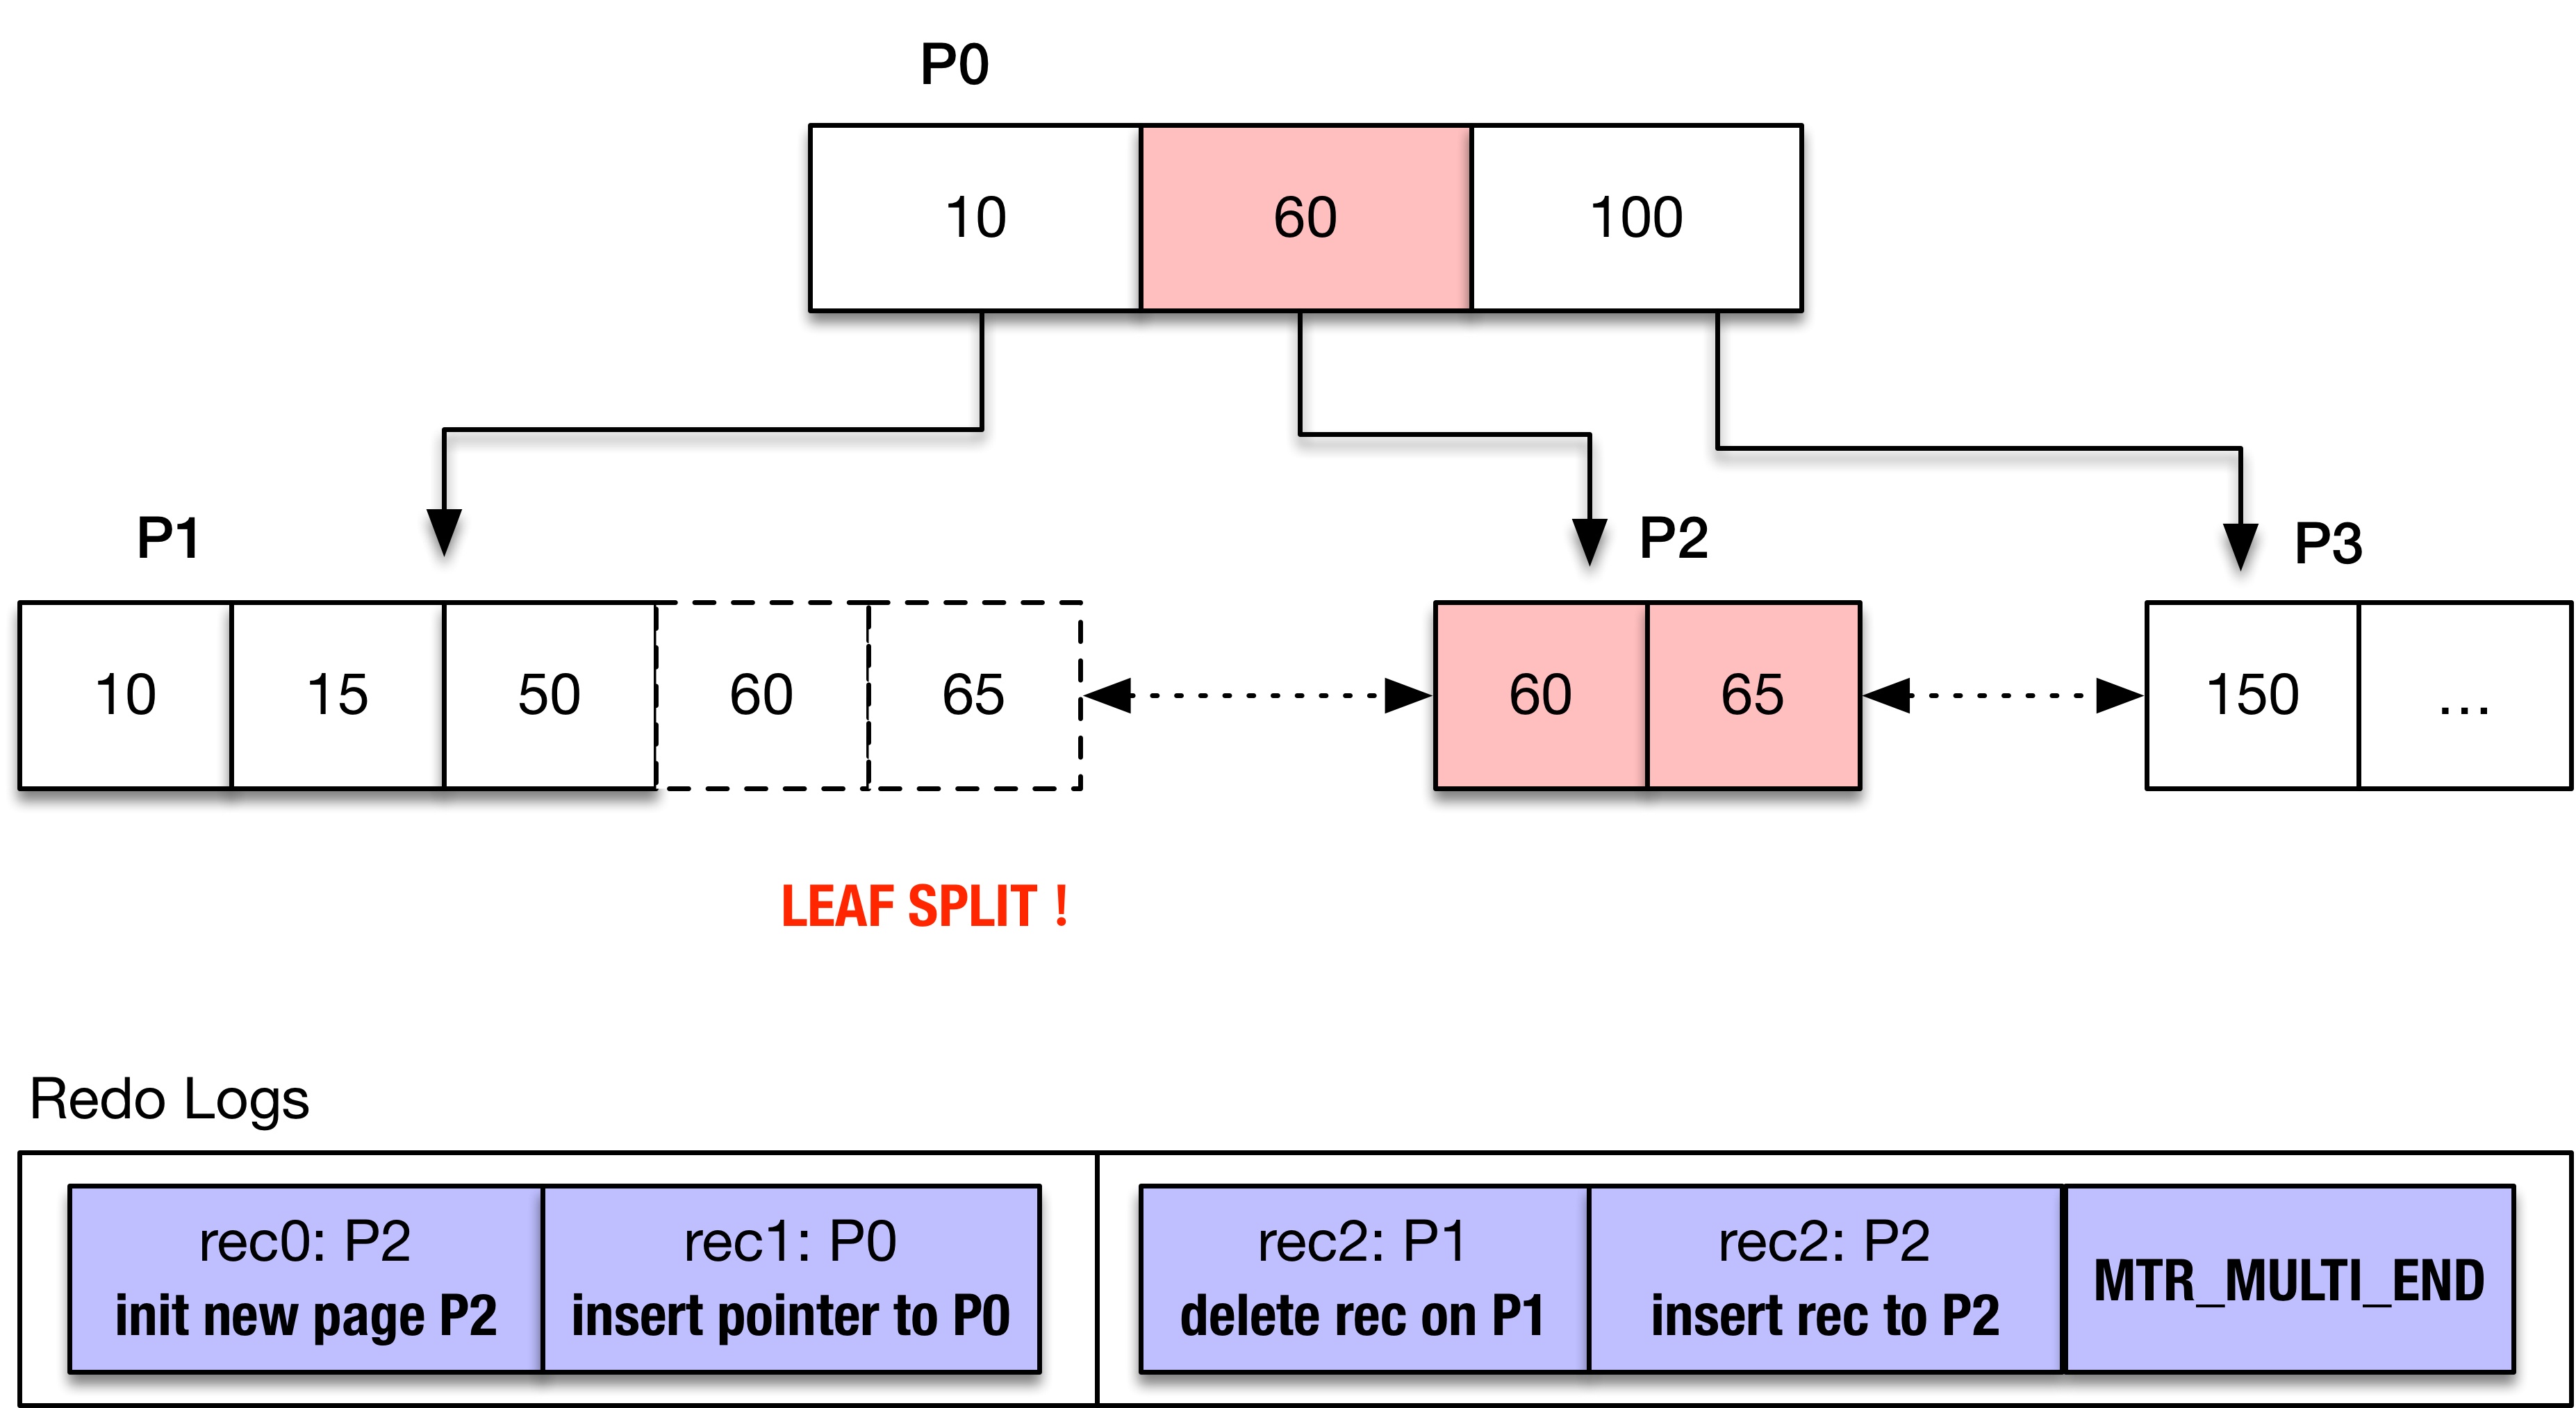 P0
10 60 100
P1
P2
P3
10 15 50 60 65
60 65
150 ...
LEAF SPLIT !
Redo Logs
rec0: P2
init new page P2
rec1: P0
insert pointer to P0
rec2: P1
delete rec on P1
rec2: P2
insert rec to P2
MTR_MULTI_END